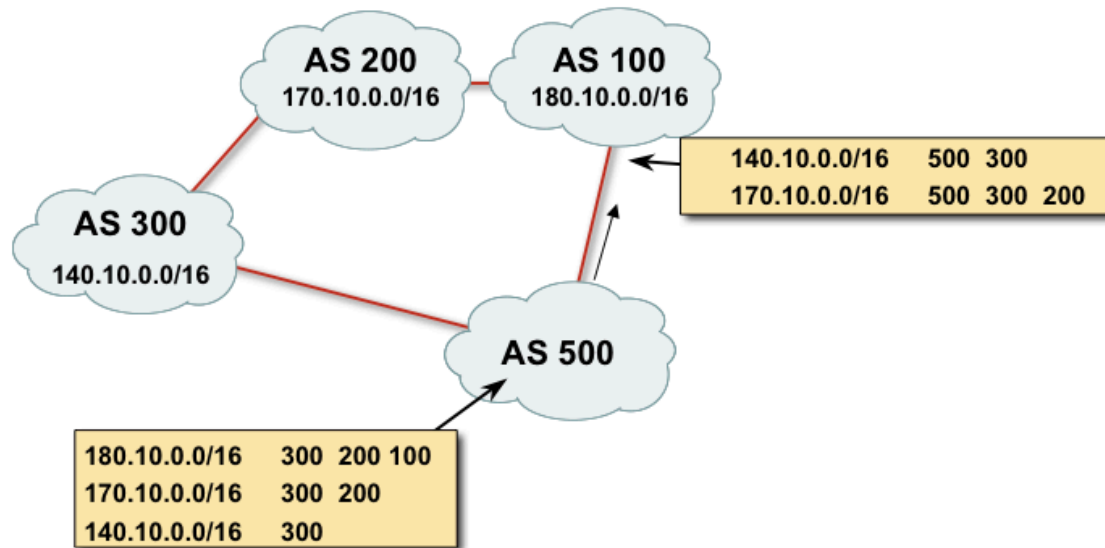 AS 200
170.10.0.0/16
AS 100
180.10.0.0/16
140.10.0.0/16 500 300
170.10.0.0/16 500 300 200
AS 300
140.10.0.0/16
AS 500
180.10.0.0/16 300 200 100
170.10.0.0/16 300 200
140.10.0.0/16 300